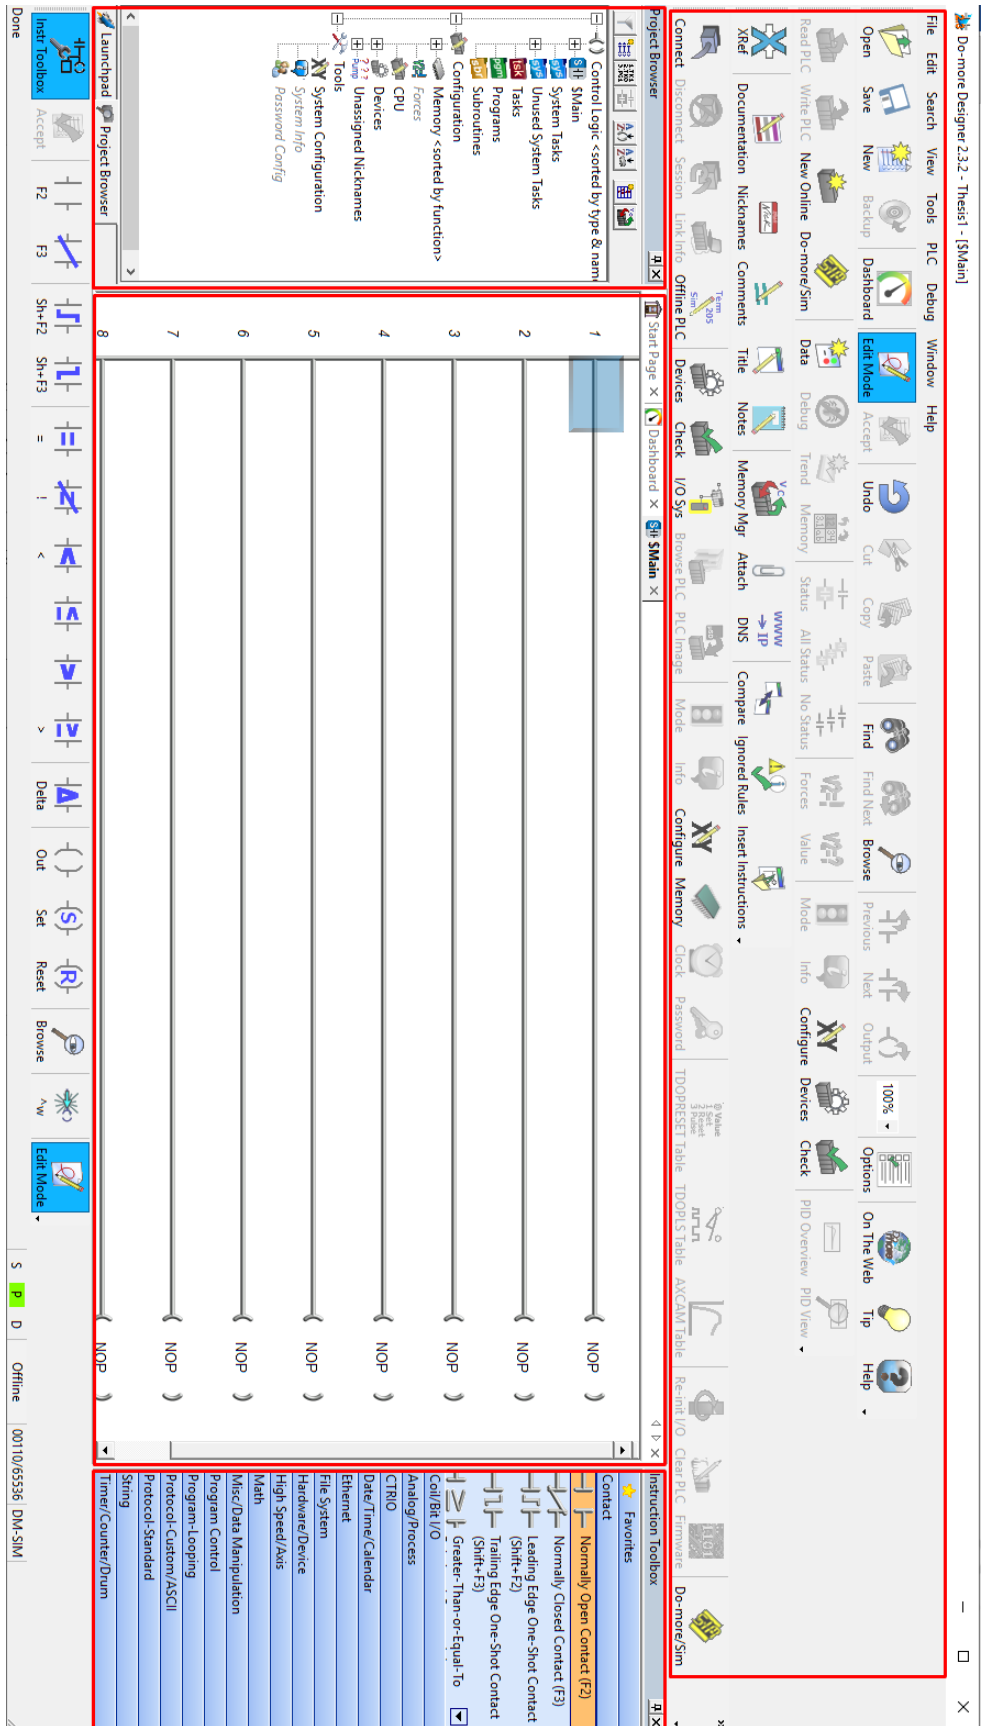 Do-more Designer 2.3.2 - Thesis1 - [$Main]
File Edit Search View Tools PLC Debug Window Help
Open Save New Backup Dashboard Edit Mode Accept Undo Cut Copy Paste Find Find Next Browse Previous Next Output 100% Options On The Web Tip Help
Read PLC Write PLC New Online Do-more/Sim Data Debug Trend Memory Status All Status No Status Forces Value Mode Info Configure Devices Check PID Overview PID View
XRef Documentation Nicknames Comments Title Notes Memory Mgr Attach DNS Compare Ignored Rules Insert Instructions
Connect Disconnect Session Link Info Offline PLC Devices Check I/O Sys Browse PLC PLC Image Mode Info Configure Memory Clock Password TDOPRESET Table TDOPLS Table AXCAM Table Re-init I/O Clear PLC Firmware Do-more/Sim
Project Browser
Control Logic <sorted by type & nam
$Main
System Tasks
Unused System Tasks
Tasks
Programs
Subroutines
Configuration
Memory <sorted by function>
Forces
CPU
Devices
Unassigned Nicknames
Tools
System Configuration
System Info
Password Config
Launchpad Project Browser
Start Page Dashboard $Main
1 NOP
2 NOP
3 NOP
4 NOP
5 NOP
6 NOP
7 NOP
8 NOP
Instruction Toolbox
Favorites
Contact
Normally Open Contact (F2)
Normally Closed Contact (F3)
Leading Edge One-Shot Contact
(Shift+F2)
Trailing Edge One-Shot Contact
(Shift+F3)
Greater-Than-or-Equal-To
Coil/Bit I/O
Analog/Process
CTRIO
Date/Time/Calendar
Ethernet
File System
Hardware/Device
High Speed/Axis
Math
Misc/Data Manipulation
Program Control
Program-Looping
Protocol-Custom/ASCII
Protocol-Standard
String
Timer/Counter/Drum
Instr Toolbox Accept F2 F3 Sh+F2 Sh+F3 = ! < ≤ > ≥ Delta Out Set Reset Browse ^W Edit Mode
Done S P D Offline 00110/65536 DM-SIM